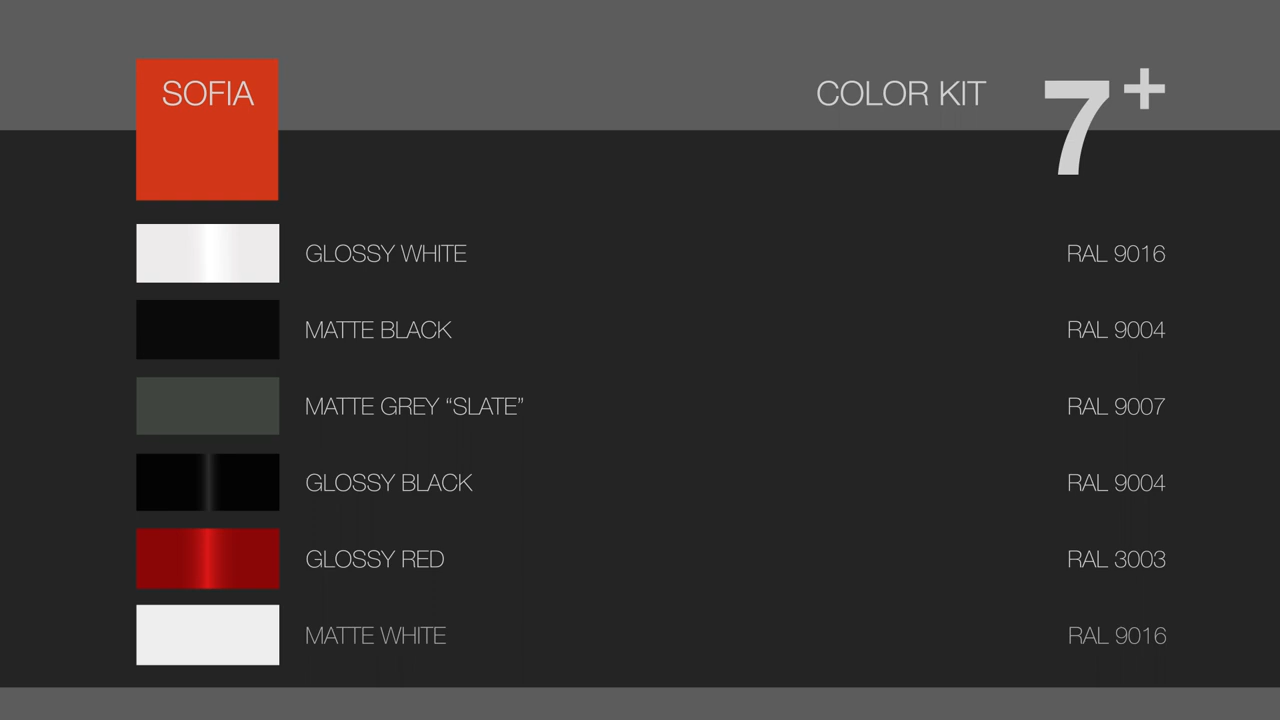 SOFIA
COLOR KIT 7+
GLOSSY WHITE RAL 9016
MATTE BLACK RAL 9004
MATTE GREY “SLATE” RAL 9007
GLOSSY BLACK RAL 9004
GLOSSY RED RAL 3003
MATTE WHITE RAL 9016